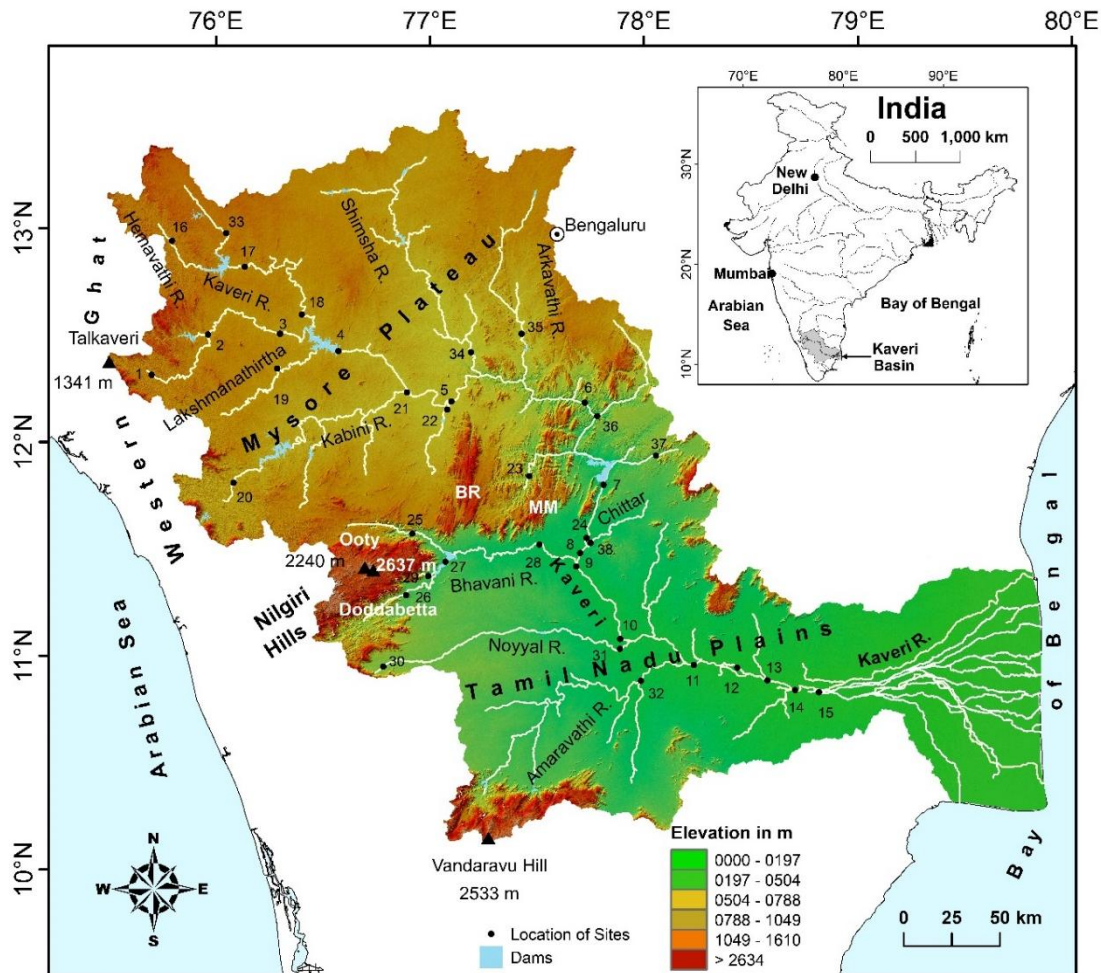 76°E 77°E 78°E 79°E 80°E
70°E 80°E 90°E
India
0 500 1,000 km
30°N
New Delhi
20°N
Mumbai
Arabian Sea
Bay of Bengal
Kaveri Basin
10°N
13°N
12°N
11°N
10°N
Bengaluru
Shimsha R.
Arkavathi R.
Hemavathi R.
16
33
17
Kaveri R.
18
Talkaveri
1341 m
1
2
3
4
35
34
Lakshmanathirtha
19
Mysore Plateau
21
5
22
Kabini R.
20
6
36
37
23
7
BR
MM
Chittar
24
38
8
9
25
Ooty
2240 m
2637 m
27
29
26
28
Bhavani R.
Kaveri
Doddabetta
Nilgiri Hills
Western Ghat
Arabian Sea
30
Noyyal R.
10
31
Tamil Nadu Plains
11
12
13
14
15
32
Kaveri R.
Amaravathi R.
Bay of Bengal
Vandaravu Hill
2533 m
N
W E
S
Location of Sites
Dams
Elevation in m
0000 - 0197
0197 - 0504
0504 - 0788
0788 - 1049
1049 - 1610
> 2634
0 25 50 km